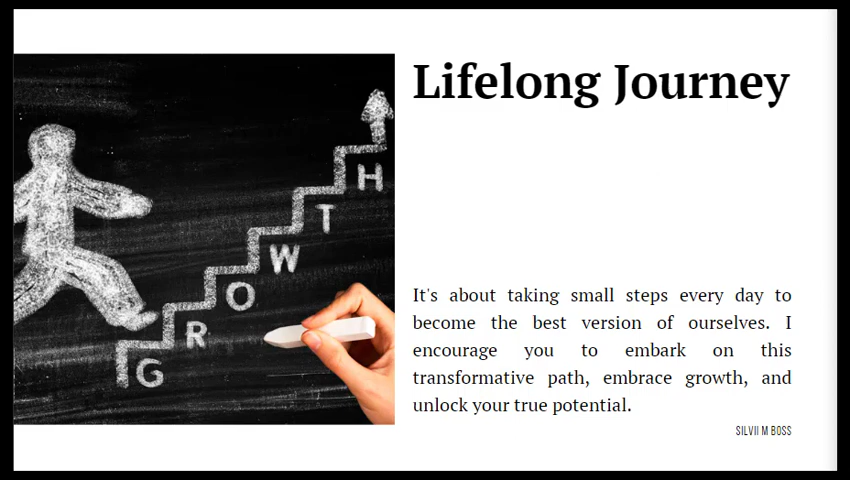 Lifelong Journey
H
T
W
O
R
G
It's about taking small steps every day to
become the best version of ourselves. I
encourage you to embark on this
transformative path, embrace growth, and
unlock your true potential.
SILVII M BOSS